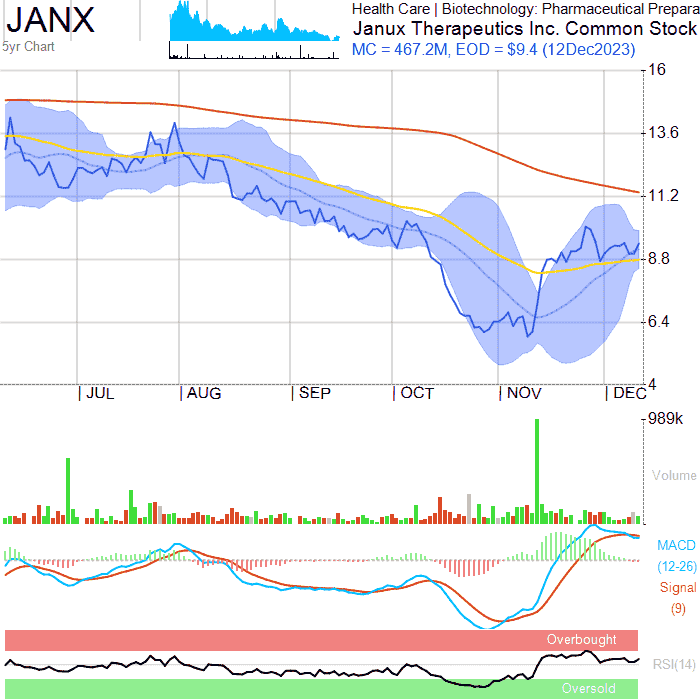 JANX
5yr Chart
Health Care | Biotechnology: Pharmaceutical Prepara
Janux Therapeutics Inc. Common Stock
MC = 467.2M, EOD = $9.4 (12Dec2023)
16
13.6
11.2
8.8
6.4
4
| JUL | AUG | SEP | OCT | NOV | DEC
989k
Volume
MACD
(12-26)
Signal
(9)
Overbought
RSI(14)
Oversold